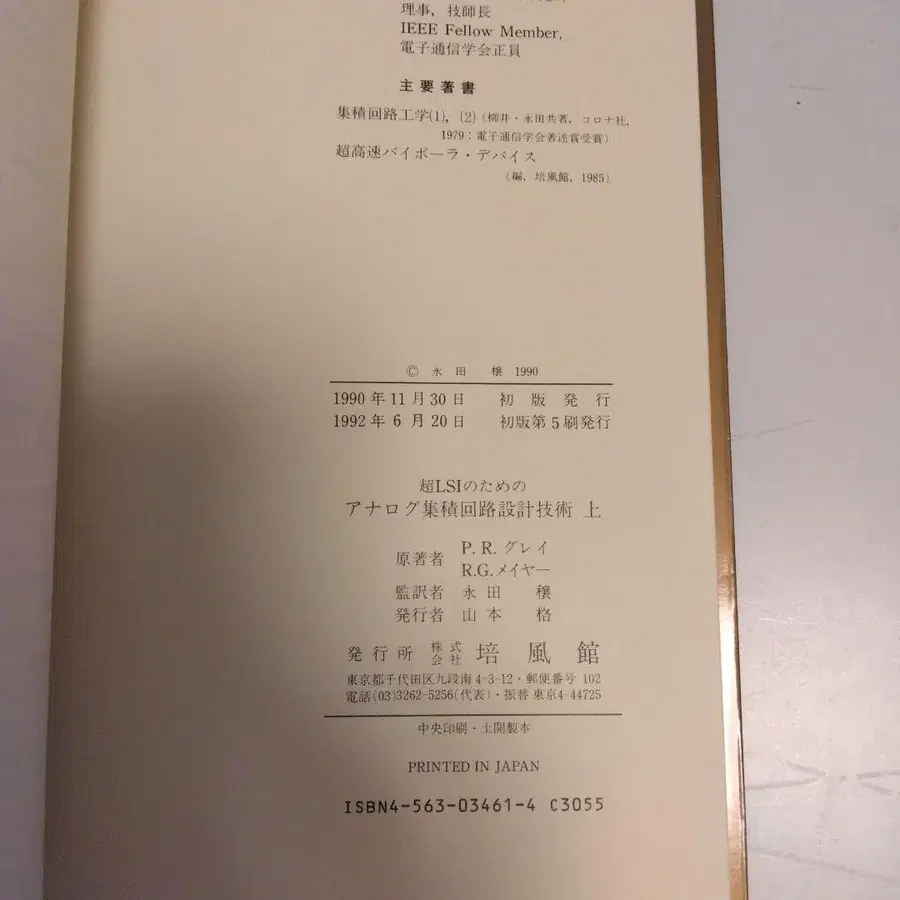 理事，技師長
IEEE Fellow Member,
電子通信学会正員
主要著書
集積回路工学(1)，(2)（柳井・永田共著，コロナ社，
1979：電子通信学会著述賞受賞）
超高速バイポーラ・デバイス
（編，培風館，1985）
© 永田 穣 1990
1990年11月30日 初版発行
1992年6月20日 初版第5刷発行
超LSIのための
アナログ集積回路設計技術 上
原著者 P. R. グレイ
R.G.メイヤー
監訳者 永田 穣
発行者 山本 格
発行所 株式会社 培風館
東京都千代田区九段南4-3-12・郵便番号102
電話(03)3262-5256(代表)・振替東京4-44725
中央印刷・土開製本
PRINTED IN JAPAN
ISBN4-563-03461-4 C3055